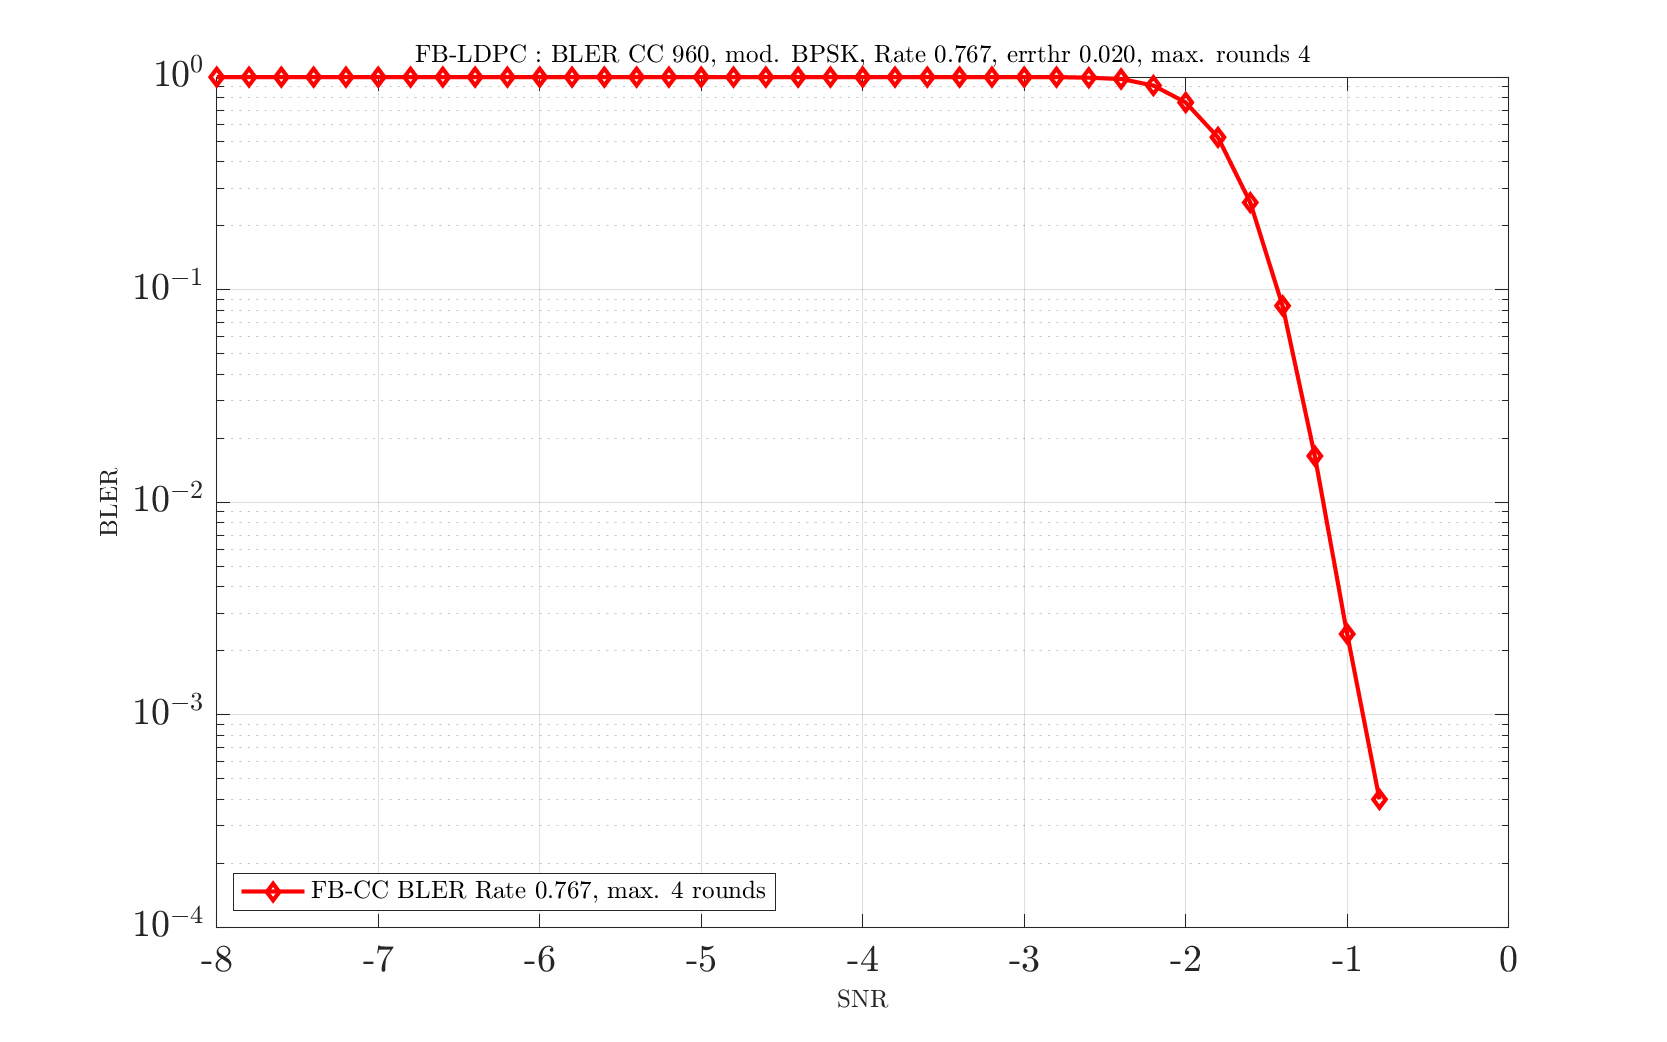 FB-LDPC : BLER CC 960, mod. BPSK, Rate 0.767, errthr 0.020, max. rounds 4
10^0
10^{-1}
10^{-2}
10^{-3}
10^{-4}
BLER
FB-CC BLER Rate 0.767, max. 4 rounds
-8 -7 -6 -5 -4 -3 -2 -1 0
SNR